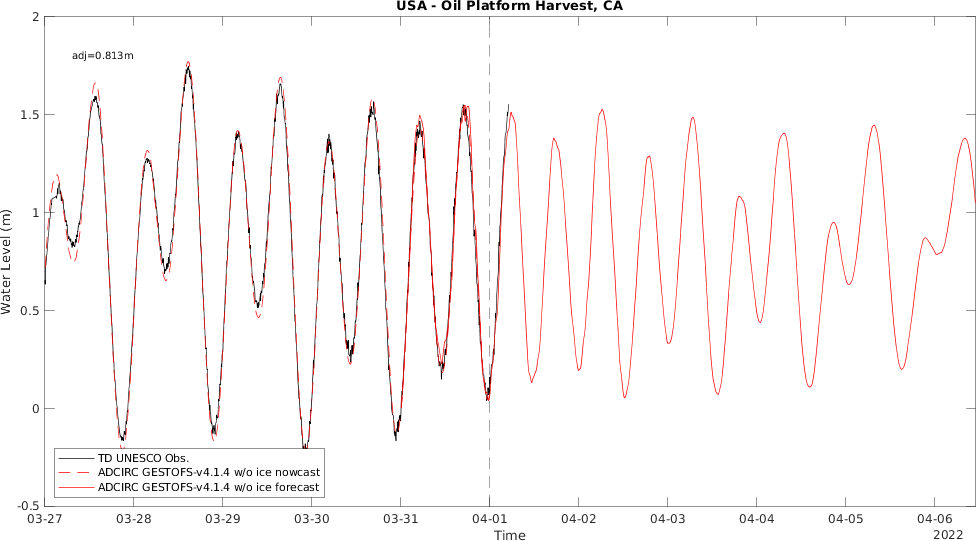 USA - Oil Platform Harvest, CA
adj=0.813m
2
1.5
1
0.5
0
-0.5
Water Level (m)
TD UNESCO Obs.
ADCIRC GESTOFS-v4.1.4 w/o ice nowcast
ADCIRC GESTOFS-v4.1.4 w/o ice forecast
03-27 03-28 03-29 03-30 03-31 04-01 04-02 04-03 04-04 04-05 04-06
Time
2022